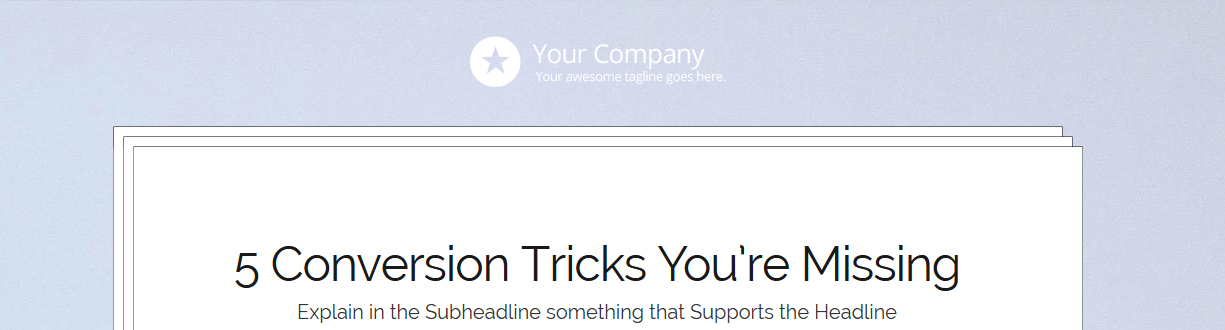 Your Company
Your awesome tagline goes here.
5 Conversion Tricks You're Missing
Explain in the Subheadline something that Supports the Headline